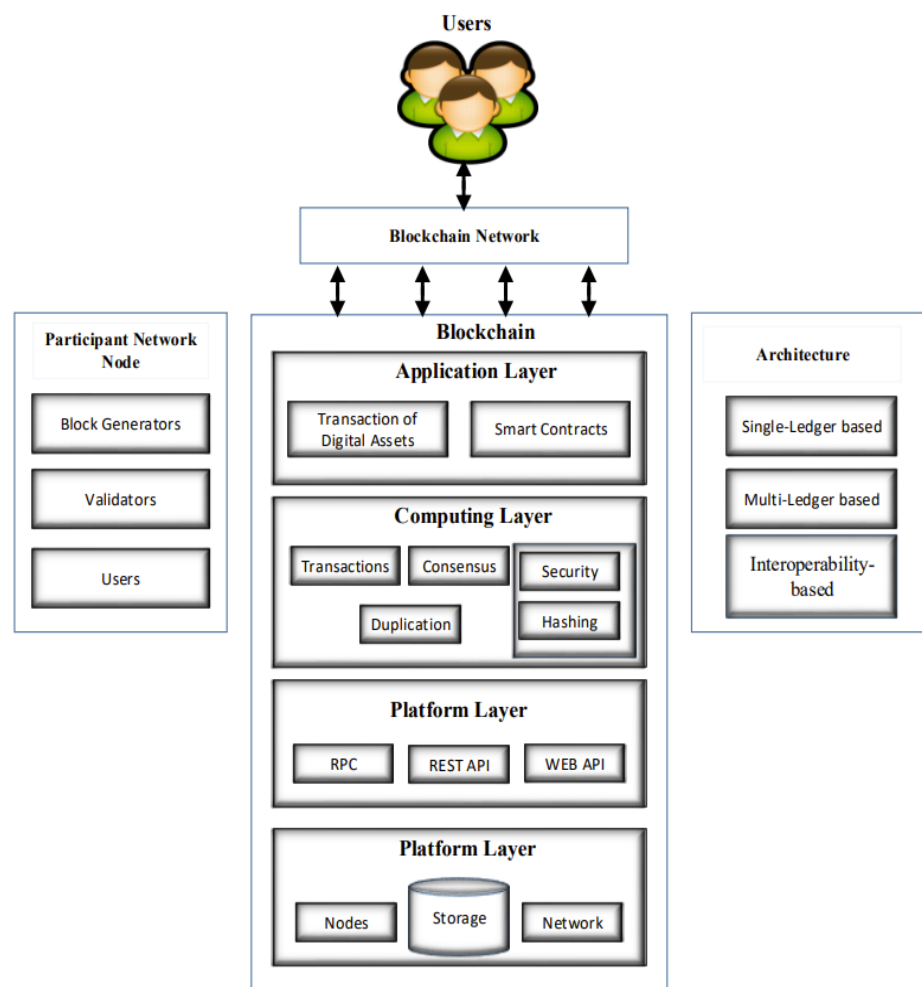 Users
Blockchain Network
Participant Network
Node
Block Generators
Validators
Users
Blockchain
Application Layer
Transaction of
Digital Assets
Smart Contracts
Computing Layer
Transactions
Consensus
Security
Duplication
Hashing
Platform Layer
RPC
REST API
WEB API
Platform Layer
Nodes
Storage
Network
Architecture
Single-Ledger based
Multi-Ledger based
Interoperability-
based